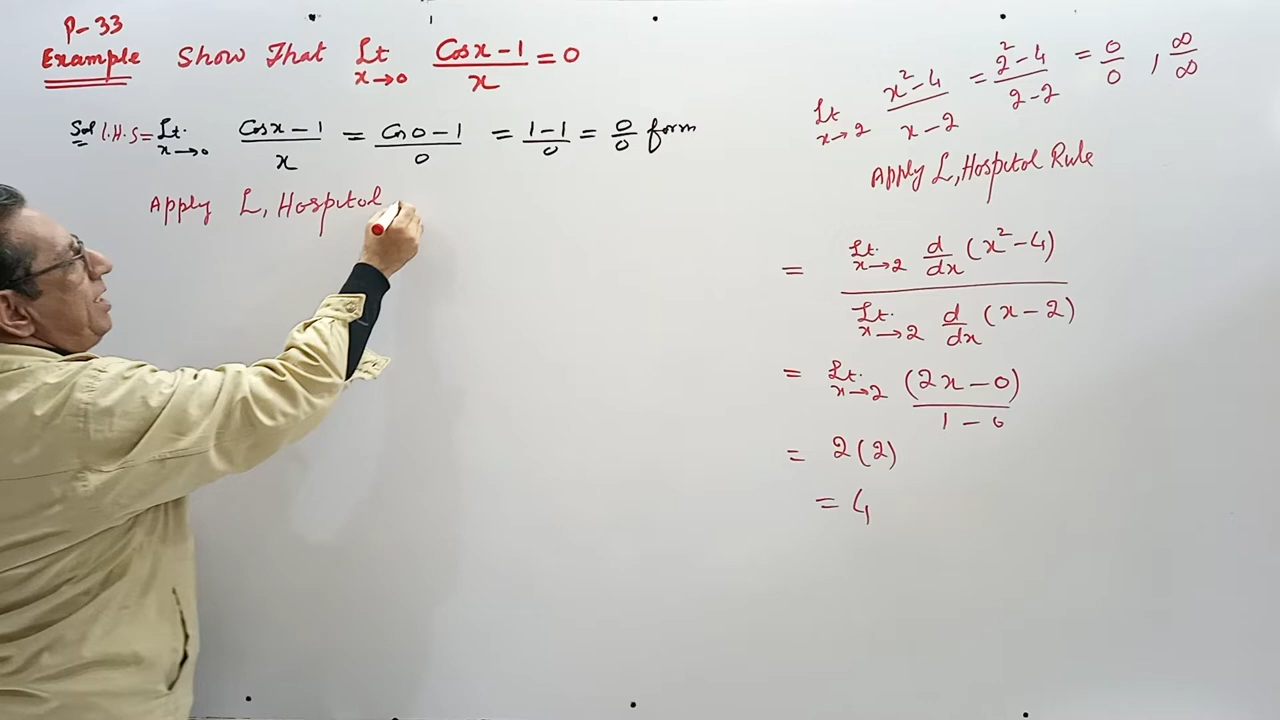 P-33
Example Show That Lt x→0 (Cosx-1)/x = 0
Sol L.H.S = Lt. x→0 (Cosx-1)/x = (Cos0-1)/0 = (1-1)/0 = 0/0 form
Apply L, Hospitol
Lt x→2 (x²-4)/(x-2) = (2²-4)/(2-2) = 0/0 , ∞/∞
Apply L, Hospitol Rule
= Lt. x→2 d/dx (x²-4) / Lt. x→2 d/dx (x-2)
= Lt. x→2 (2x-0)/(1-0)
= 2(2)
= 4